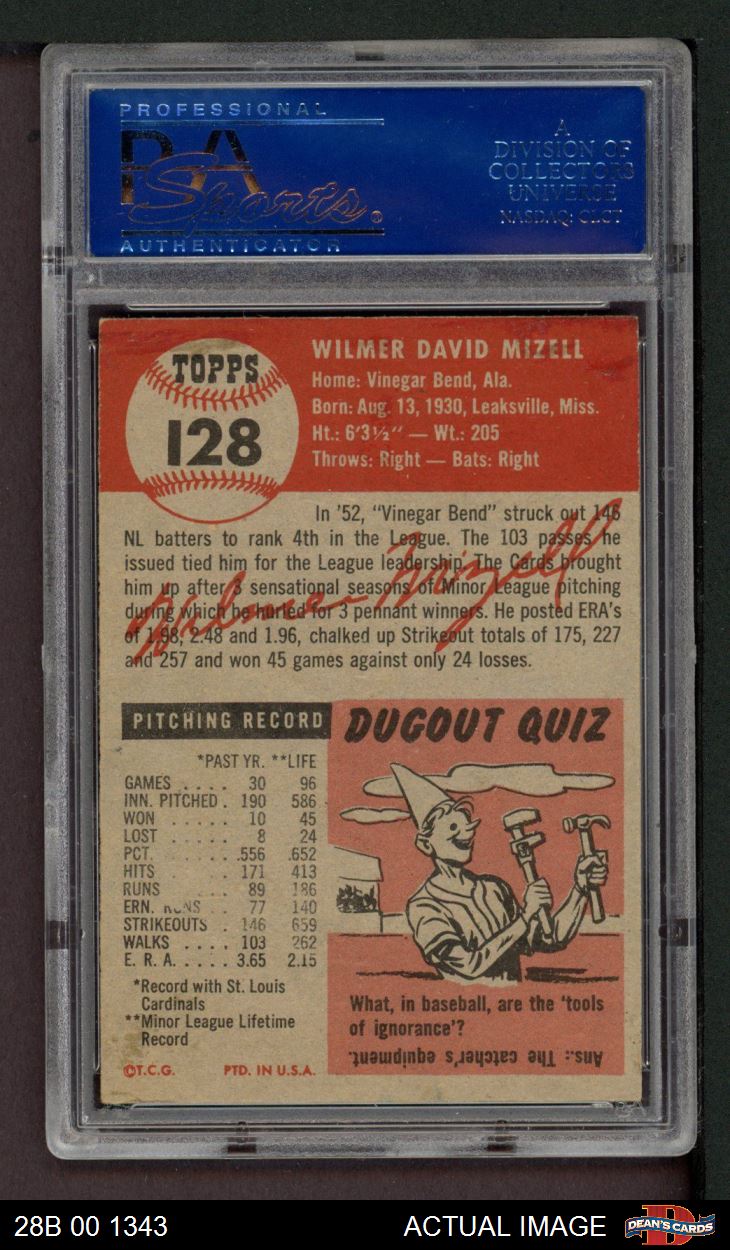 PROFESSIONAL
PSA
Sports®
AUTHENTICATOR
A
DIVISION OF
COLLECTORS
UNIVERSE
NASDAQ: CLCT
TOPPS
128
WILMER DAVID MIZELL
Home: Vinegar Bend, Ala.
Born: Aug. 13, 1930, Leaksville, Miss.
Ht.: 6'3½" — Wt.: 205
Throws: Right — Bats: Right
In '52, "Vinegar Bend" struck out 146
NL batters to rank 4th in the League. The 103 passes he
issued tied him for the League leadership. The Cards brought
him up after 3 sensational seasons of Minor League pitching
during which he hurled for 3 pennant winners. He posted ERA's
of 1.98, 2.48 and 1.96, chalked up Strikeout totals of 175, 227
and 257 and won 45 games against only 24 losses.
Wilmer Mizell
PITCHING RECORD
*PAST YR. **LIFE
GAMES . . . . 30 96
INN. PITCHED . 190 586
WON . . . . . 10 45
LOST . . . . . 8 24
PCT. . . . . .556 .652
HITS . . . . 171 413
RUNS . . . . 89 186
ERN. RUNS . . 77 140
STRIKEOUTS . 146 659
WALKS . . . . 103 262
E. R. A. . . . . 3.65 2.15
*Record with St. Louis
Cardinals
**Minor League Lifetime
Record
©T.C.G. PTD. IN U.S.A.
DUGOUT QUIZ
What, in baseball, are the 'tools
of ignorance'?
Ans.: The catcher's equipment.
28B 00 1343
ACTUAL IMAGE
DEAN'S CARDS